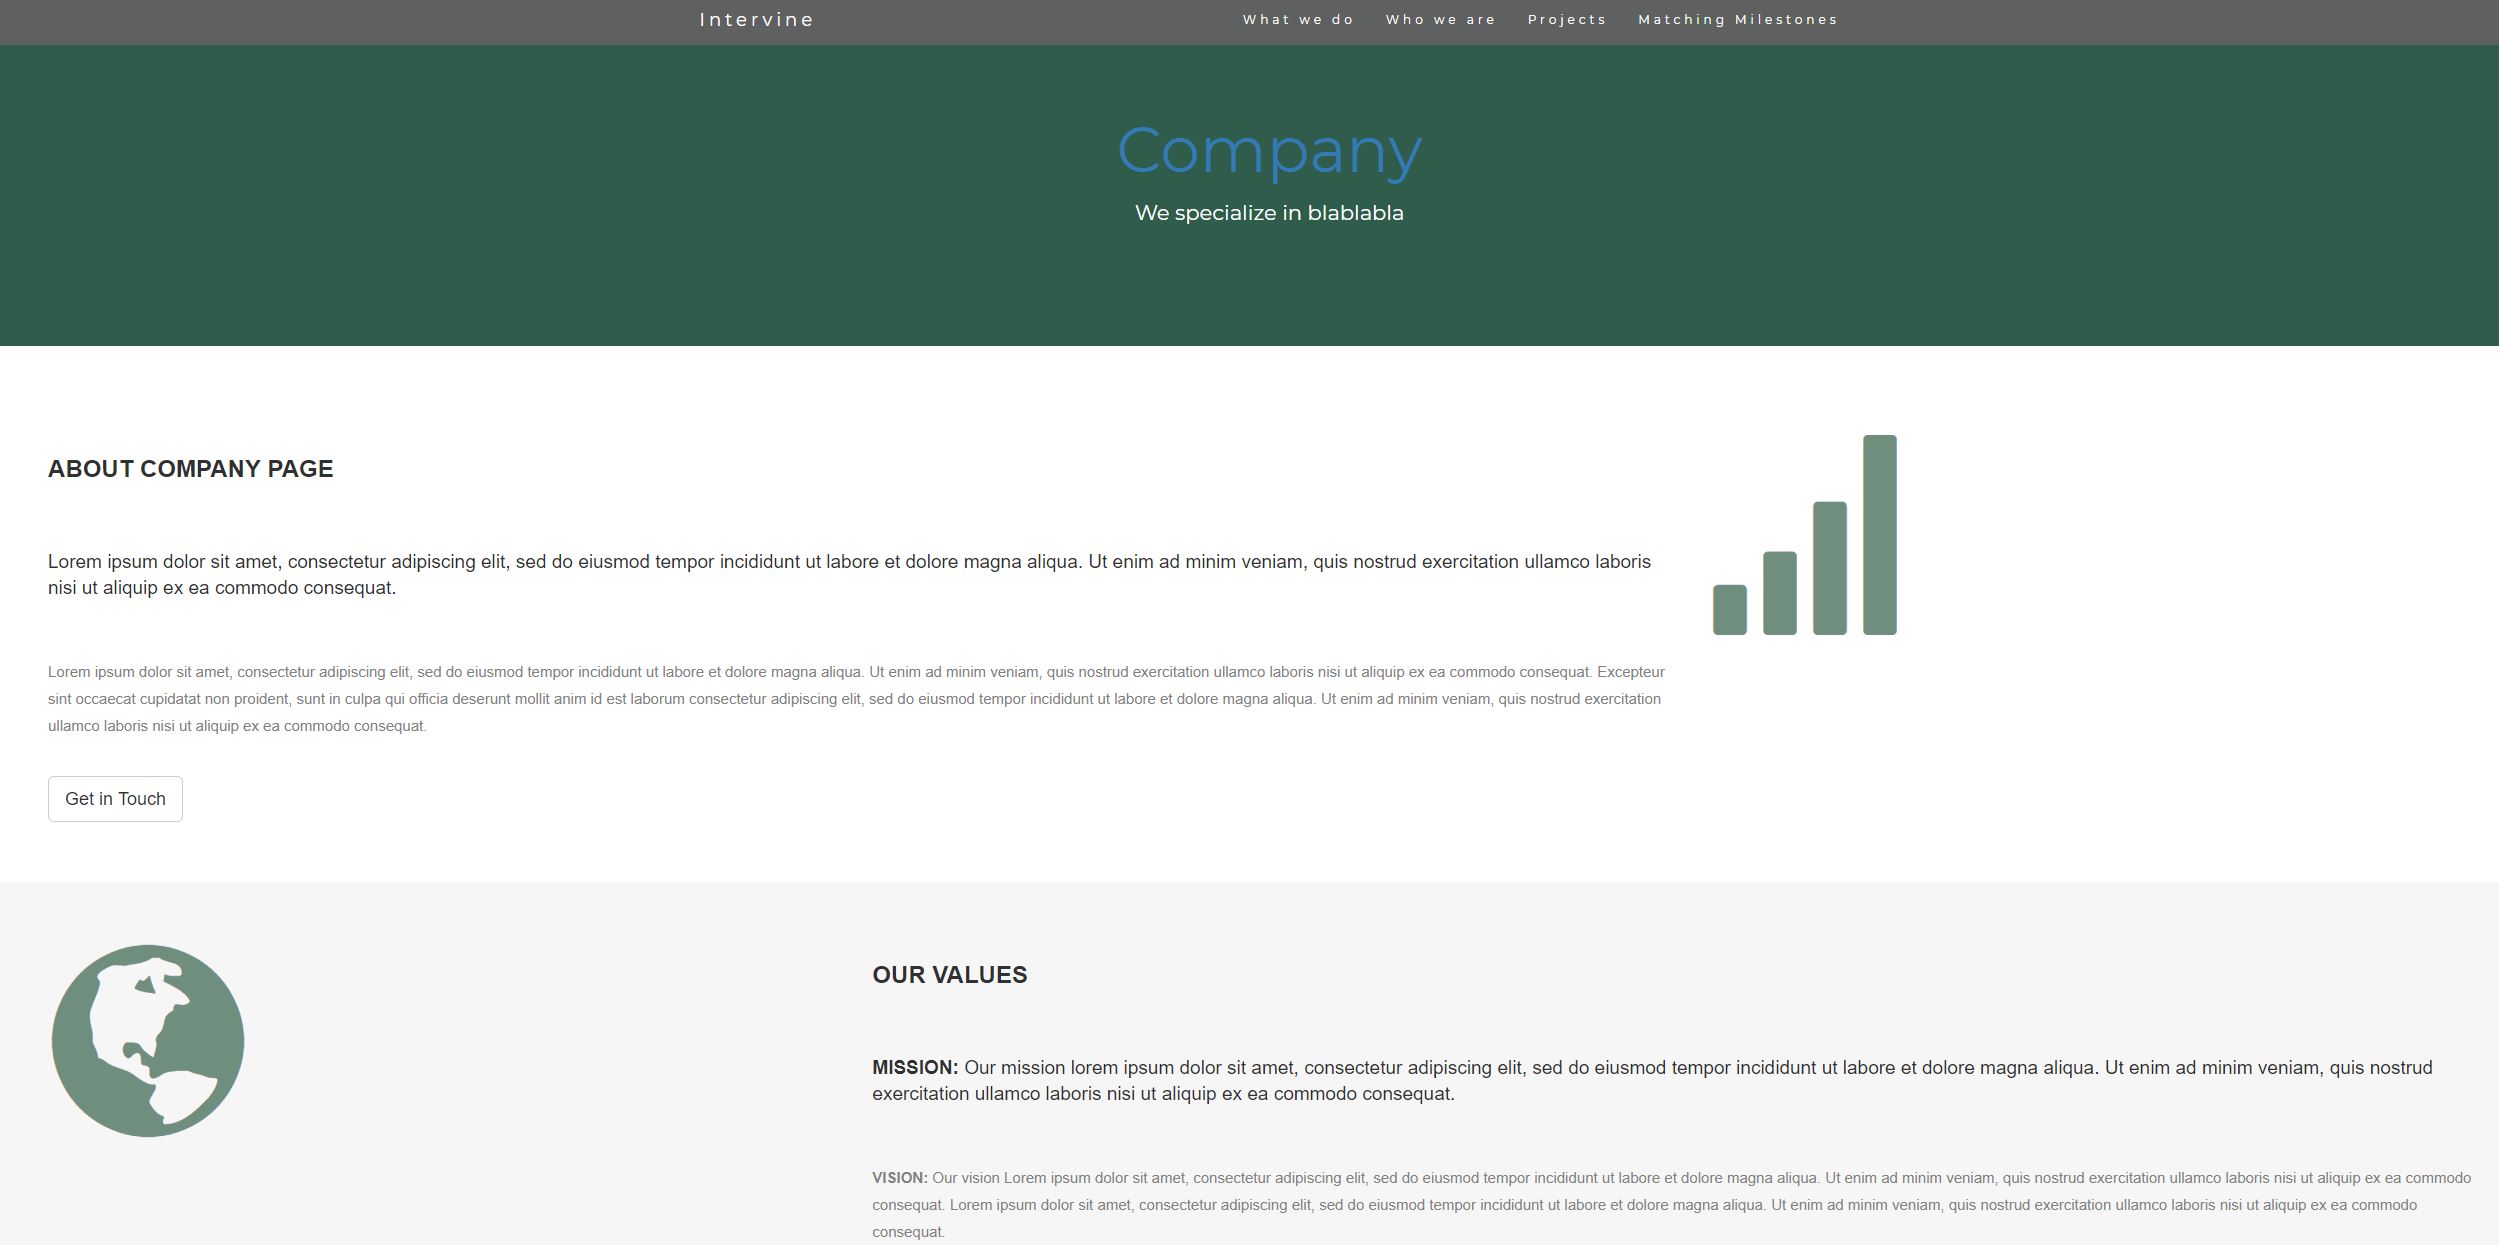 Intervine
What we do Who we are Projects Matching Milestones
Company
We specialize in blablabla
ABOUT COMPANY PAGE
Lorem ipsum dolor sit amet, consectetur adipiscing elit, sed do eiusmod tempor incididunt ut labore et dolore magna aliqua. Ut enim ad minim veniam, quis nostrud exercitation ullamco laboris
nisi ut aliquip ex ea commodo consequat.
Lorem ipsum dolor sit amet, consectetur adipiscing elit, sed do eiusmod tempor incididunt ut labore et dolore magna aliqua. Ut enim ad minim veniam, quis nostrud exercitation ullamco laboris nisi ut aliquip ex ea commodo consequat. Excepteur
sint occaecat cupidatat non proident, sunt in culpa qui officia deserunt mollit anim id est laborum consectetur adipiscing elit, sed do eiusmod tempor incididunt ut labore et dolore magna aliqua. Ut enim ad minim veniam, quis nostrud exercitation
ullamco laboris nisi ut aliquip ex ea commodo consequat.
Get in Touch
OUR VALUES
MISSION: Our mission lorem ipsum dolor sit amet, consectetur adipiscing elit, sed do eiusmod tempor incididunt ut labore et dolore magna aliqua. Ut enim ad minim veniam, quis nostrud
exercitation ullamco laboris nisi ut aliquip ex ea commodo consequat.
VISION: Our vision Lorem ipsum dolor sit amet, consectetur adipiscing elit, sed do eiusmod tempor incididunt ut labore et dolore magna aliqua. Ut enim ad minim veniam, quis nostrud exercitation ullamco laboris nisi ut aliquip ex ea commodo
consequat. Lorem ipsum dolor sit amet, consectetur adipiscing elit, sed do eiusmod tempor incididunt ut labore et dolore magna aliqua. Ut enim ad minim veniam, quis nostrud exercitation ullamco laboris nisi ut aliquip ex ea commodo
consequat.